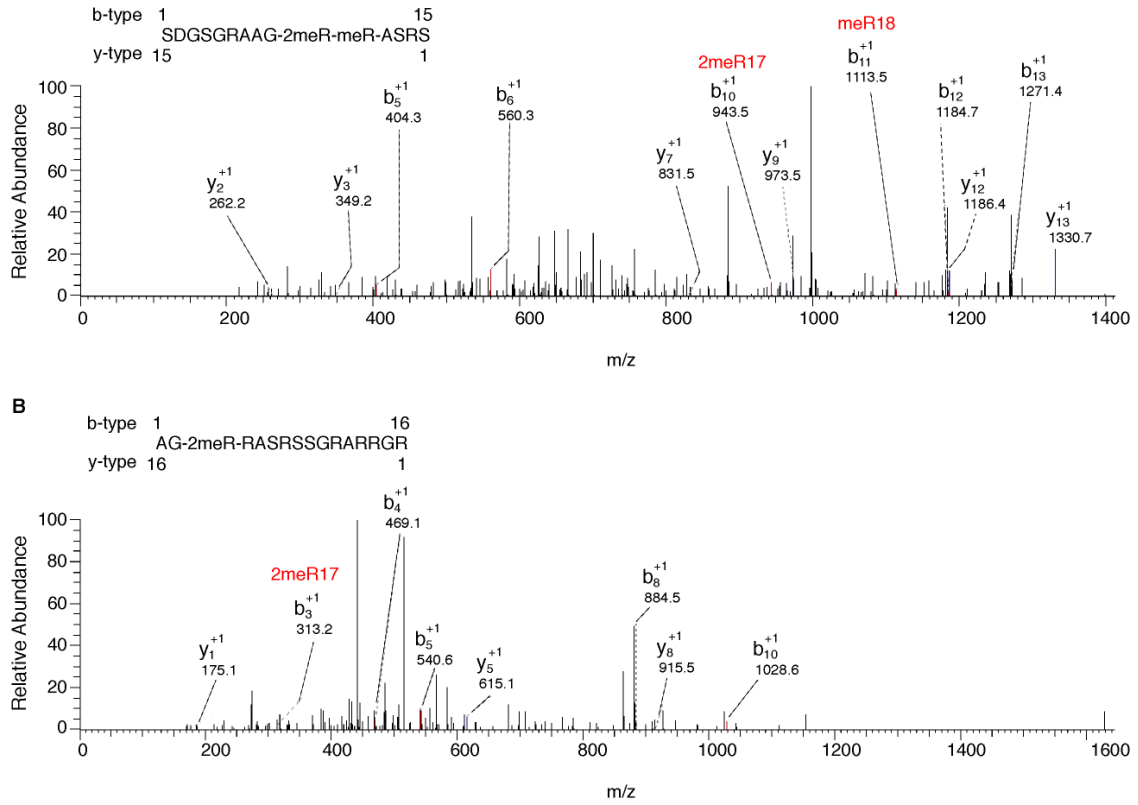 b-type 1 15
SDGSGRAAG-2meR-meR-ASRS
y-type 15 1
meR18
2meR17
b5+1
404.3
b6+1
560.3
b10+1
943.5
b11+1
1113.5
b12+1
1184.7
b13+1
1271.4
y2+1
262.2
y3+1
349.2
y7+1
831.5
y9+1
973.5
y12+1
1186.4
y13+1
1330.7
Relative Abundance
100
80
60
40
20
0
0 200 400 600 800 1000 1200 1400
m/z
B
b-type 1 16
AG-2meR-RASRSSGRARRGR
y-type 16 1
b4+1
469.1
2meR17
b3+1
313.2
y1+1
175.1
b5+1
540.6
y5+1
615.1
b8+1
884.5
y8+1
915.5
b10+1
1028.6
Relative Abundance
100
80
60
40
20
0
0 200 400 600 800 1000 1200 1400 1600
m/z